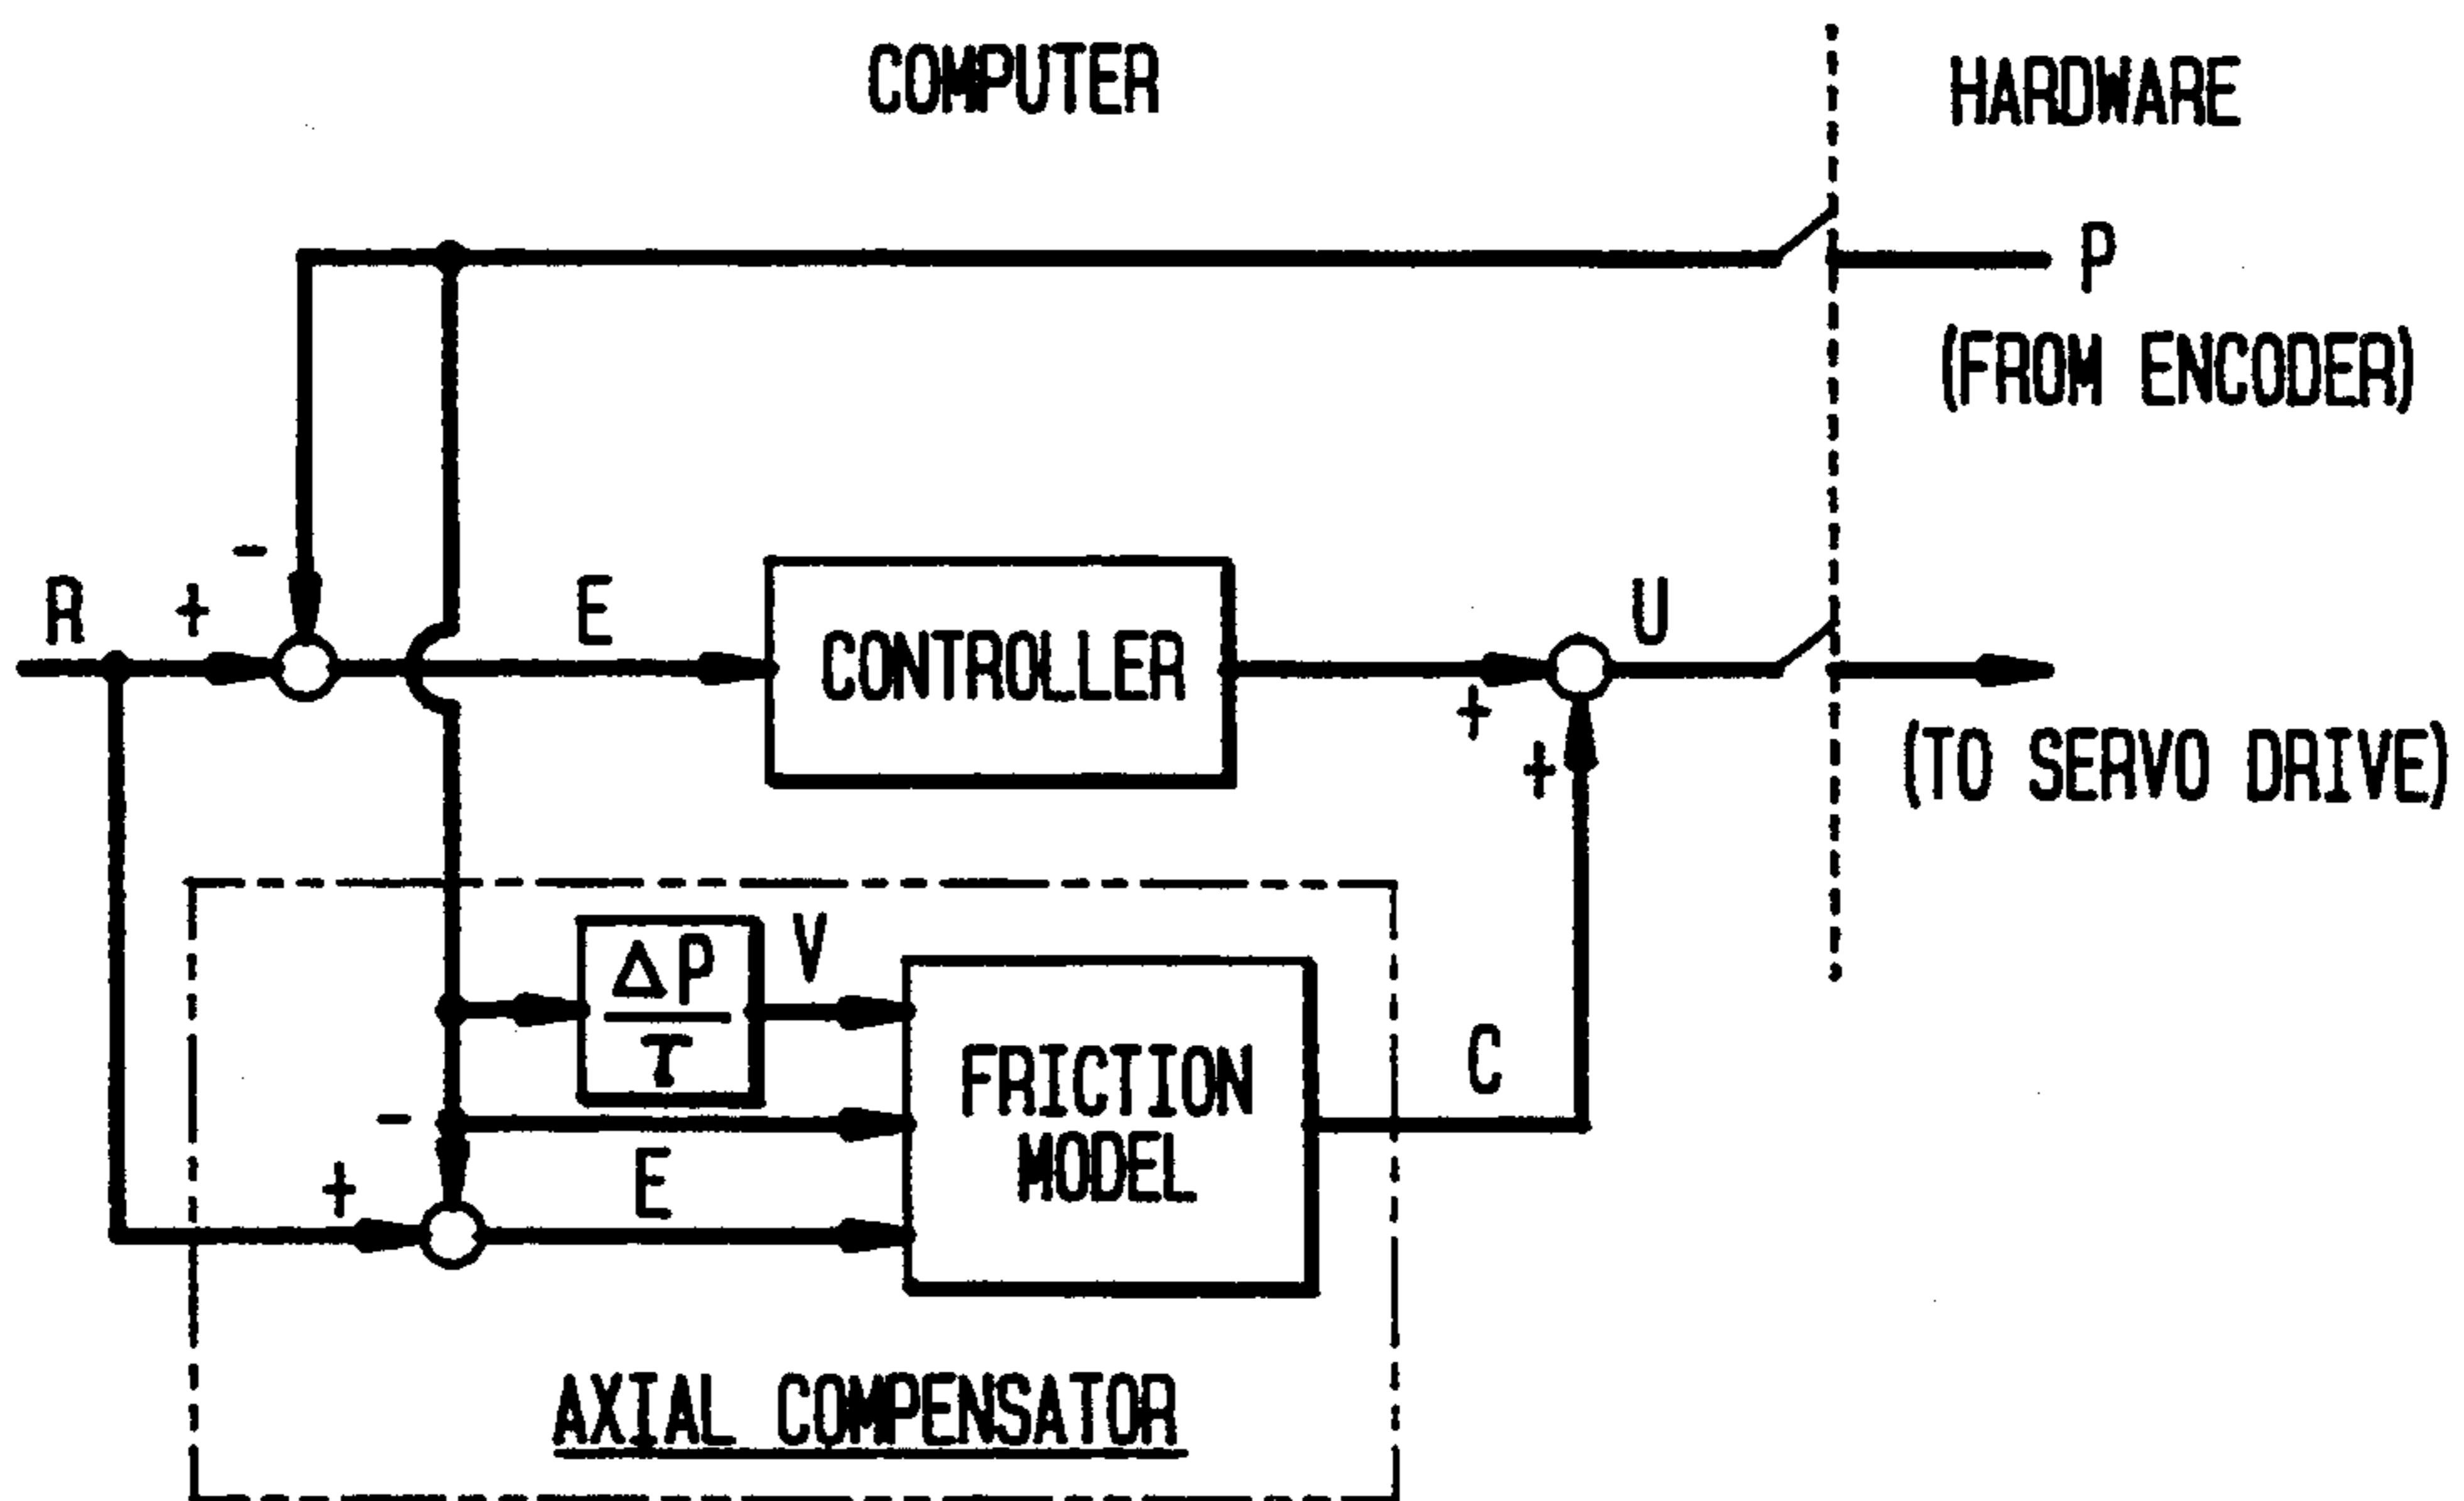 COMPUTER
HARDWARE
P
(FROM ENCODER)
-
R
+
E
CONTROLLER
U
+
+
(TO SERVO DRIVE)
ΔP
T
V
FRICTION
MODEL
C
-
+
E
AXIAL COMPENSATOR